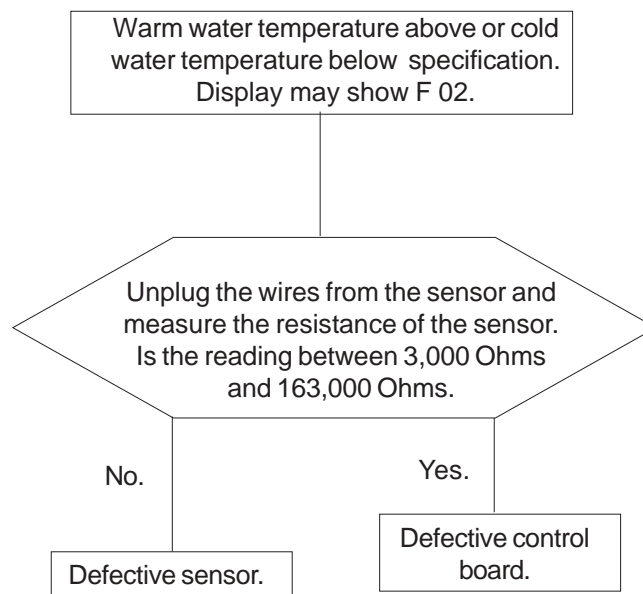 Warm water temperature above or cold
water temperature below specification.
Display may show F 02.
Unplug the wires from the sensor and
measure the resistance of the sensor.
Is the reading between 3,000 Ohms
and 163,000 Ohms.
No.
Yes.
Defective sensor.
Defective control
board.